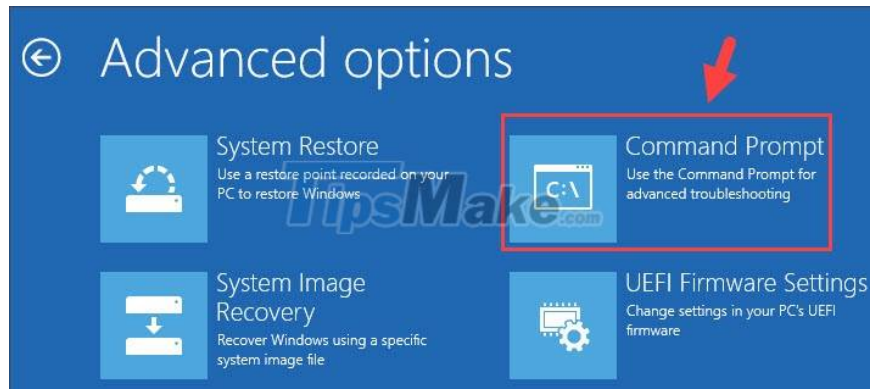 Advanced options
System Restore
Use a restore point recorded on your
PC to restore Windows
Command Prompt
Use the Command Prompt for
advanced troubleshooting
C:\
TipsMake.com
System Image
Recovery
Recover Windows using a specific
system image file
UEFI Firmware Settings
Change settings in your PC's UEFI
firmware